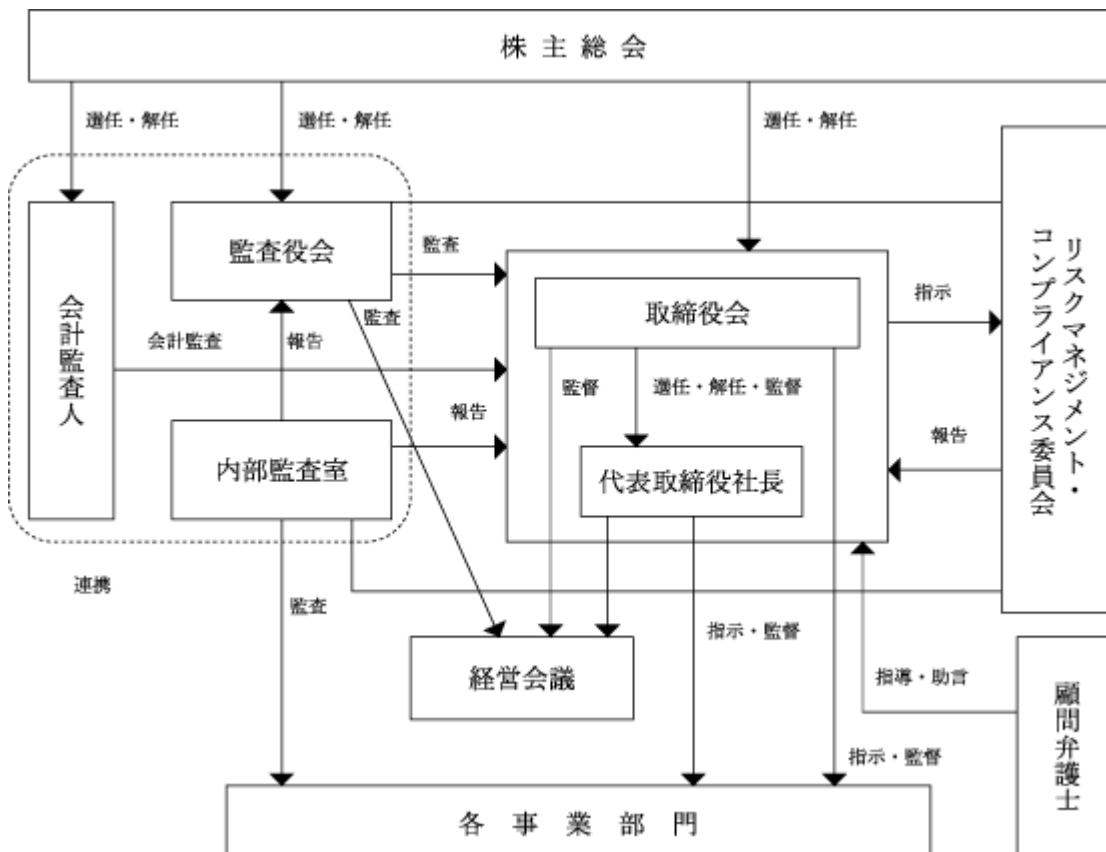 株主総会
選任・解任
選任・解任
選任・解任
監査役会
監査
リスクマネジメント・
コンプライアンス委員会
取締役会
指示
会計監査人
会計監査
報告
監査
監督
選任・解任・監督
報告
報告
内部監査室
代表取締役社長
連携
監査
指示・監督
経営会議
指導・助言
顧問弁護士
指示・監督
各事業部門